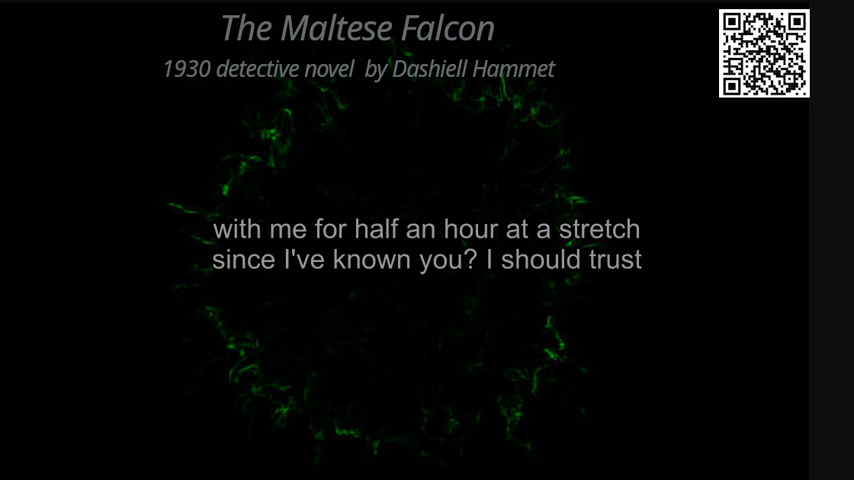 The Maltese Falcon
1930 detective novel by Dashiell Hammet
with me for half an hour at a stretch
since I've known you? I should trust